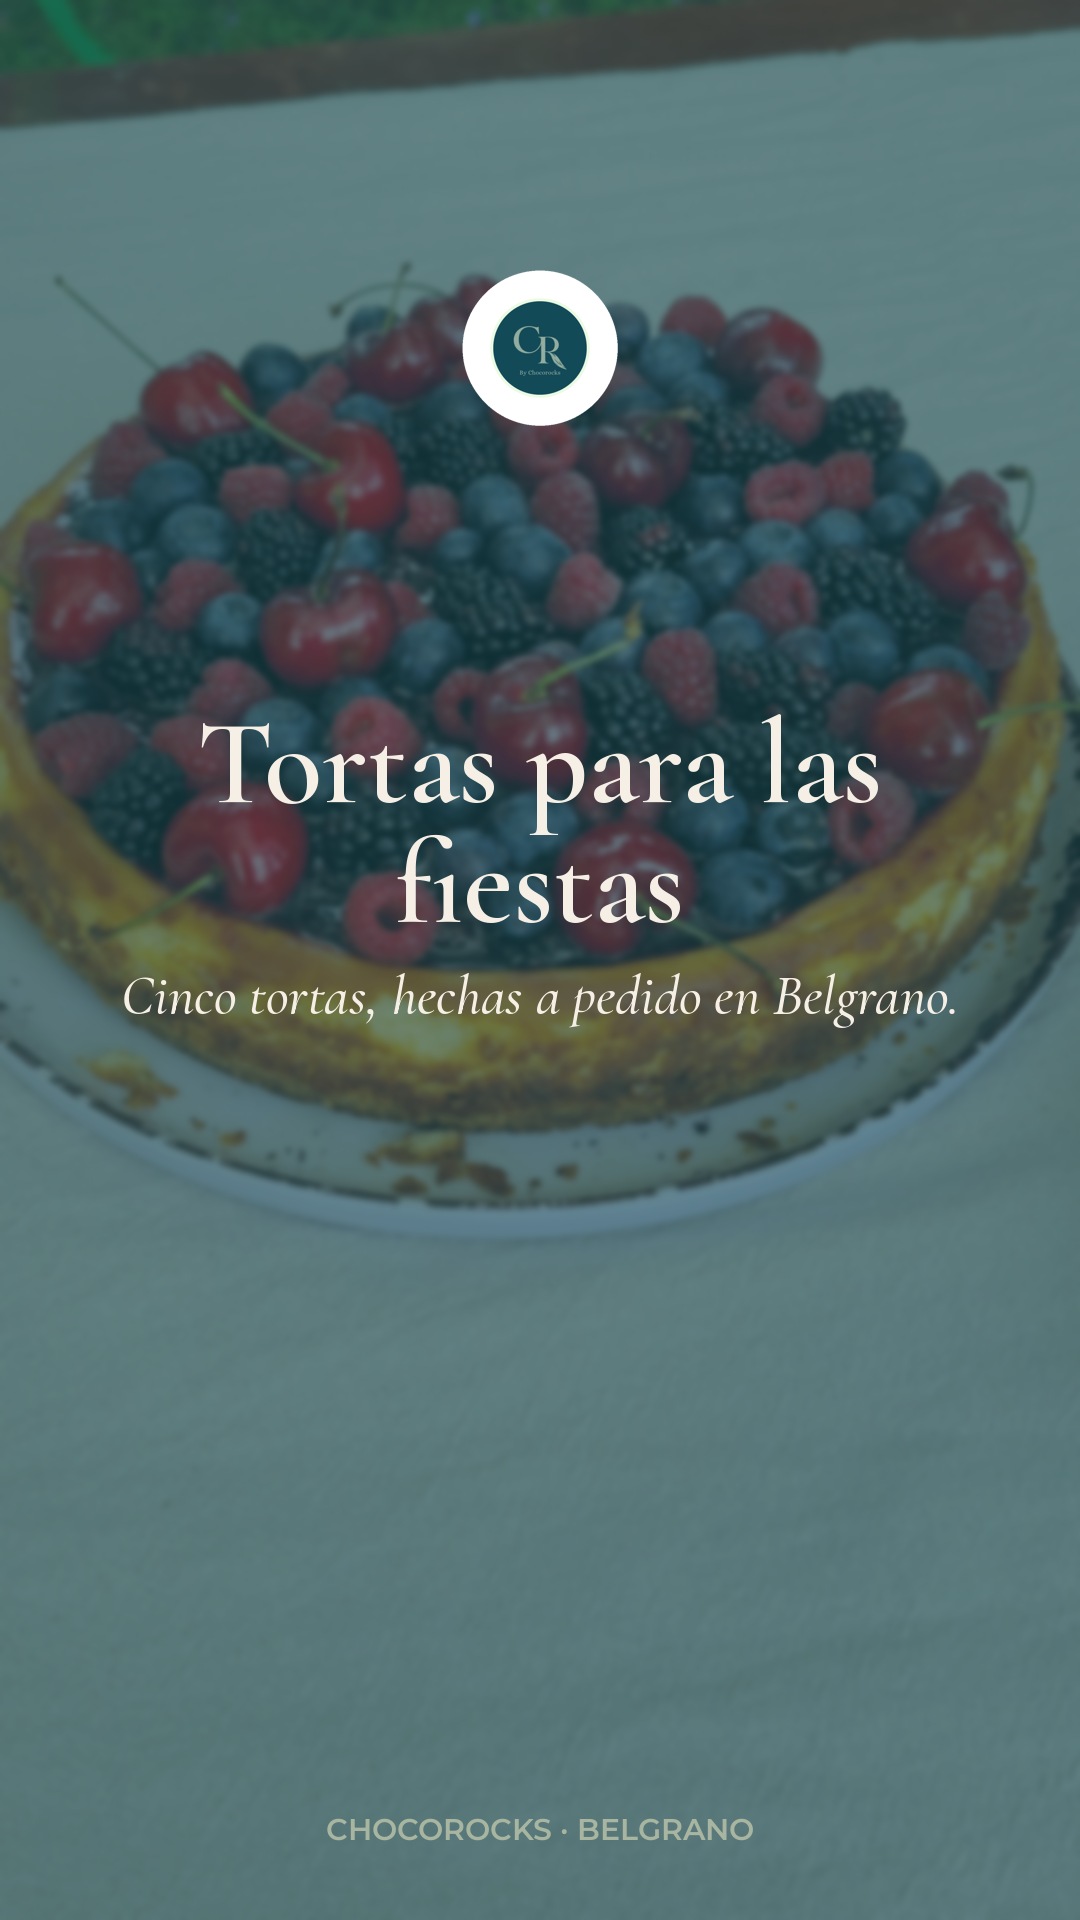 CR
By Chocorocks
Tortas para las
fiestas
Cinco tortas, hechas a pedido en Belgrano.
CHOCOROCKS · BELGRANO